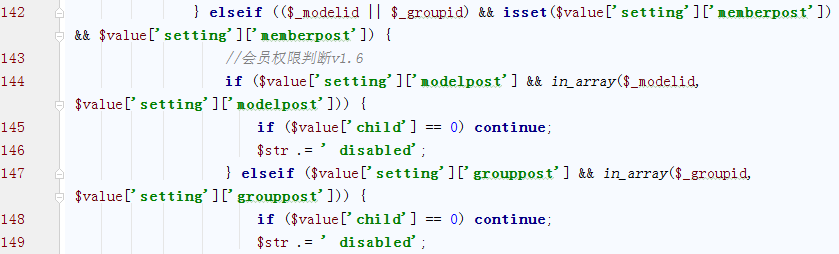 142 } elseif (($_modelid || $_groupid) && isset($value['setting']['memberpost'])
&& $value['setting']['memberpost']) {
143 //会员权限判断v1.6
144 if ($value['setting']['modelpost'] && in_array($_modelid,
$value['setting']['modelpost'])) {
145 if ($value['child'] == 0) continue;
146 $str .= ' disabled';
147 } elseif ($value['setting']['grouppost'] && in_array($_groupid,
$value['setting']['grouppost'])) {
148 if ($value['child'] == 0) continue;
149 $str .= ' disabled';